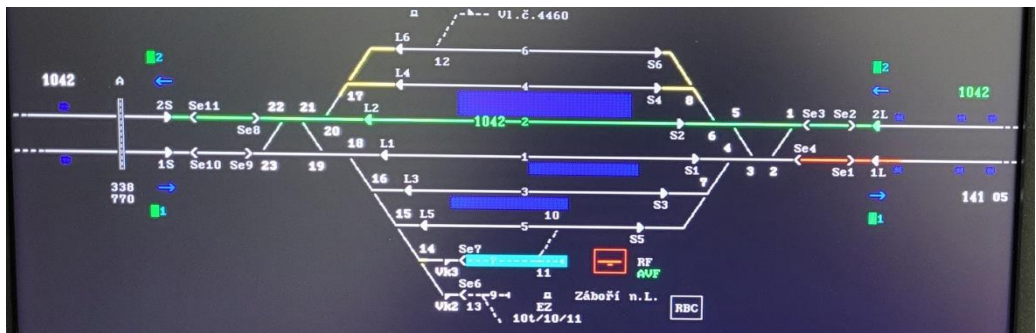 Vl.č.4460
L6 12 6 S6
2 2
1042 A L4 4 S4 1042
17 8
2S Se11 22 21 L2 5 1 Se3 Se2 2L
1042 2
Se8 20 S2 6
18 L1 1 4 Se4
1S Se10 Se9 23 19 S1 3 2 Se1 1L
16 L3 3 7
338 S3 141 05
770
1 15 L5 5 10 1
S5
14 Se7
Vk3 7 11 RF
AVF
Se6
Vk2 13 9 EZ Záboří n.L. RBC
10t/10/11